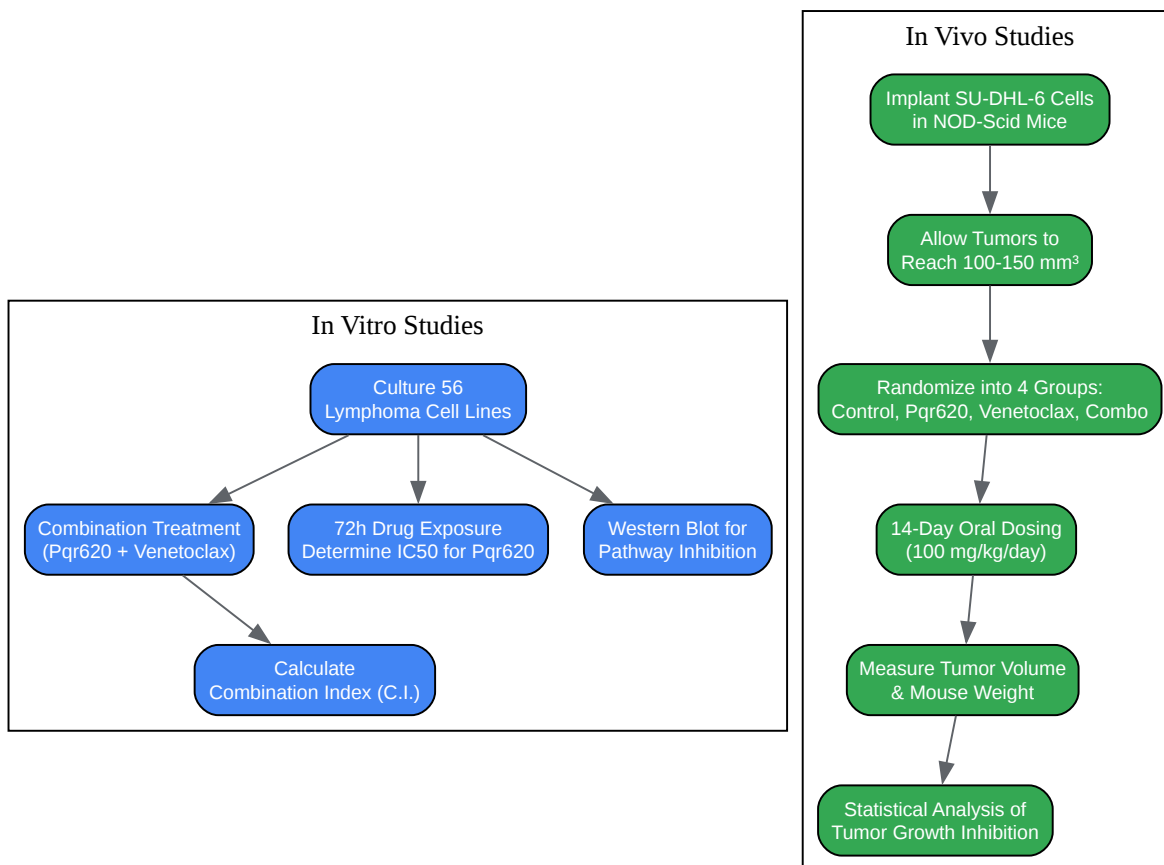 In Vitro Studies
Culture 56
Lymphoma Cell Lines
Combination Treatment
(Pqr620 + Venetoclax)
72h Drug Exposure
Determine IC50 for Pqr620
Western Blot for
Pathway Inhibition
Calculate
Combination Index (C.I.)
In Vivo Studies
Implant SU-DHL-6 Cells
in NOD-Scid Mice
Allow Tumors to
Reach 100-150 mm³
Randomize into 4 Groups:
Control, Pqr620, Venetoclax, Combo
14-Day Oral Dosing
(100 mg/kg/day)
Measure Tumor Volume
& Mouse Weight
Statistical Analysis of
Tumor Growth Inhibition